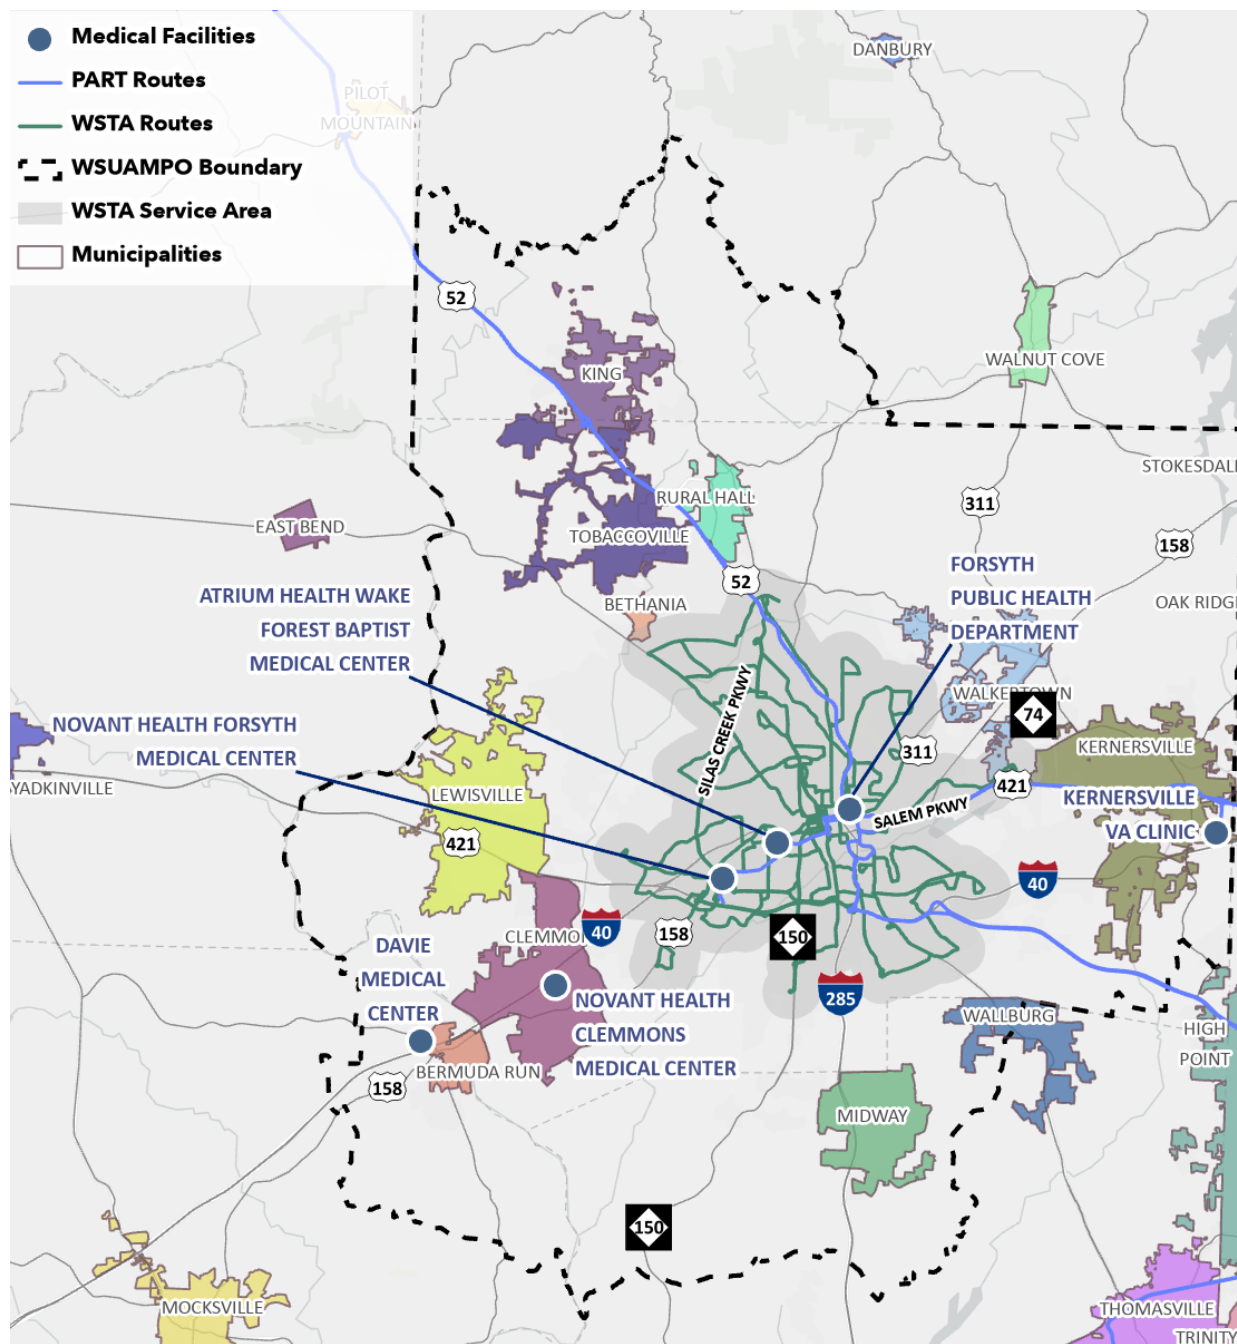 Medical Facilities
PART Routes
WSTA Routes
WSUAMPO Boundary
WSTA Service Area
Municipalities
DANBURY
PILOT
MOUNTAIN
52
WALNUT COVE
KING
STOKESDAL
RURAL HALL
311
EAST BEND
TOBACCOVILLE
158
52
FORSYTH
PUBLIC HEALTH
DEPARTMENT
ATRIUM HEALTH WAKE
FOREST BAPTIST
MEDICAL CENTER
BETHANIA
OAK RIDG
SILAS CREEK PKWY
WALKERTOWN
74
NOVANT HEALTH FORSYTH
MEDICAL CENTER
311
KERNERSVILLE
YADKINVILLE
LEWISVILLE
421
SALEM PKWY
421
KERNERSVILLE
VA CLINIC
40
CLEMMO
40
158
150
DAVIE
MEDICAL
CENTER
285
NOVANT HEALTH
CLEMMONS
MEDICAL CENTER
WALLBURG
HIGH
POINT
BERMUDA RUN
158
MIDWAY
150
MOCKSVILLE
THOMASVILLE
TRINITY